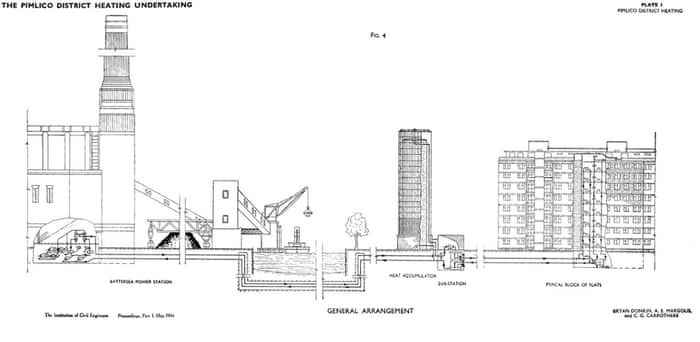 THE PIMLICO DISTRICT HEATING UNDERTAKING
PLATE 1
PIMLICO DISTRICT HEATING
FIG. 4
BATTERSEA POWER STATION
HEAT ACCUMULATOR
SUB-STATION
TYPICAL BLOCK OF FLATS
GENERAL ARRANGEMENT
The Institution of Civil Engineers Proceedings, Part I, May 1954
BRYAN DONKIN, A. E. MARGOLIS,
and C. G. CARROTHERS